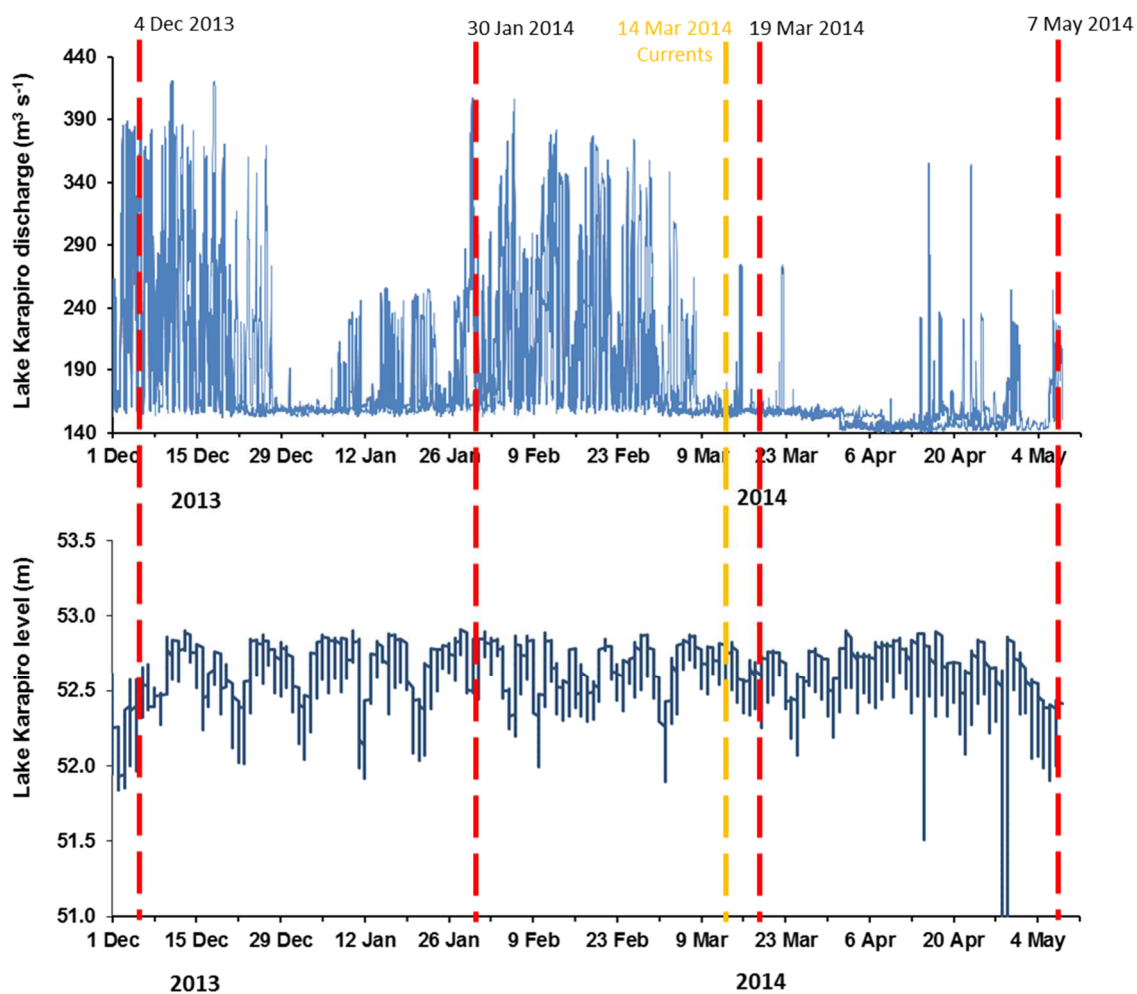 4 Dec 2013
30 Jan 2014
14 Mar 2014
Currents
19 Mar 2014
7 May 2014
Lake Karapiro discharge (m³ s-¹)
440
390
340
290
240
190
140
1 Dec 15 Dec 29 Dec 12 Jan 26 Jan 9 Feb 23 Feb 9 Mar 23 Mar 6 Apr 20 Apr 4 May
2013 2014
Lake Karapiro level (m)
53.5
53.0
52.5
52.0
51.5
51.0
1 Dec 15 Dec 29 Dec 12 Jan 26 Jan 9 Feb 23 Feb 9 Mar 23 Mar 6 Apr 20 Apr 4 May
2013 2014